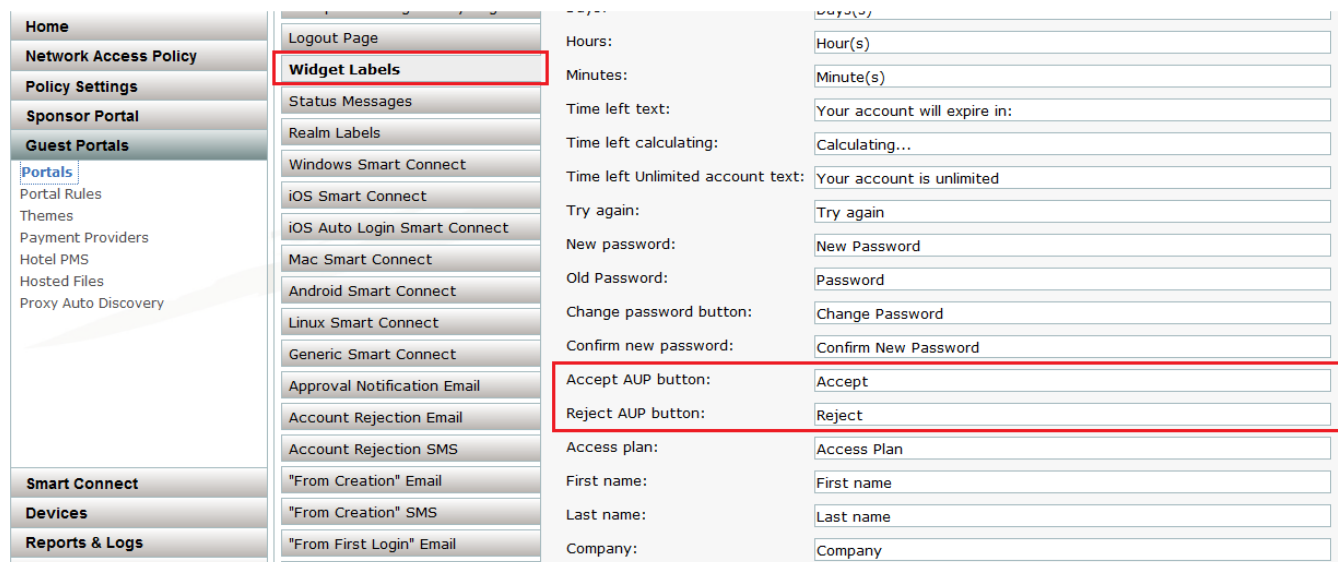 Home
Network Access Policy
Policy Settings
Sponsor Portal
Guest Portals
Portals
Portal Rules
Themes
Payment Providers
Hotel PMS
Hosted Files
Proxy Auto Discovery
Smart Connect
Devices
Reports & Logs
Logout Page
Widget Labels
Status Messages
Realm Labels
Windows Smart Connect
iOS Smart Connect
iOS Auto Login Smart Connect
Mac Smart Connect
Android Smart Connect
Linux Smart Connect
Generic Smart Connect
Approval Notification Email
Account Rejection Email
Account Rejection SMS
"From Creation" Email
"From Creation" SMS
"From First Login" Email
Hours: Hour(s)
Minutes: Minute(s)
Time left text: Your account will expire in:
Time left calculating: Calculating...
Time left Unlimited account text: Your account is unlimited
Try again: Try again
New password: New Password
Old Password: Password
Change password button: Change Password
Confirm new password: Confirm New Password
Accept AUP button: Accept
Reject AUP button: Reject
Access plan: Access Plan
First name: First name
Last name: Last name
Company: Company